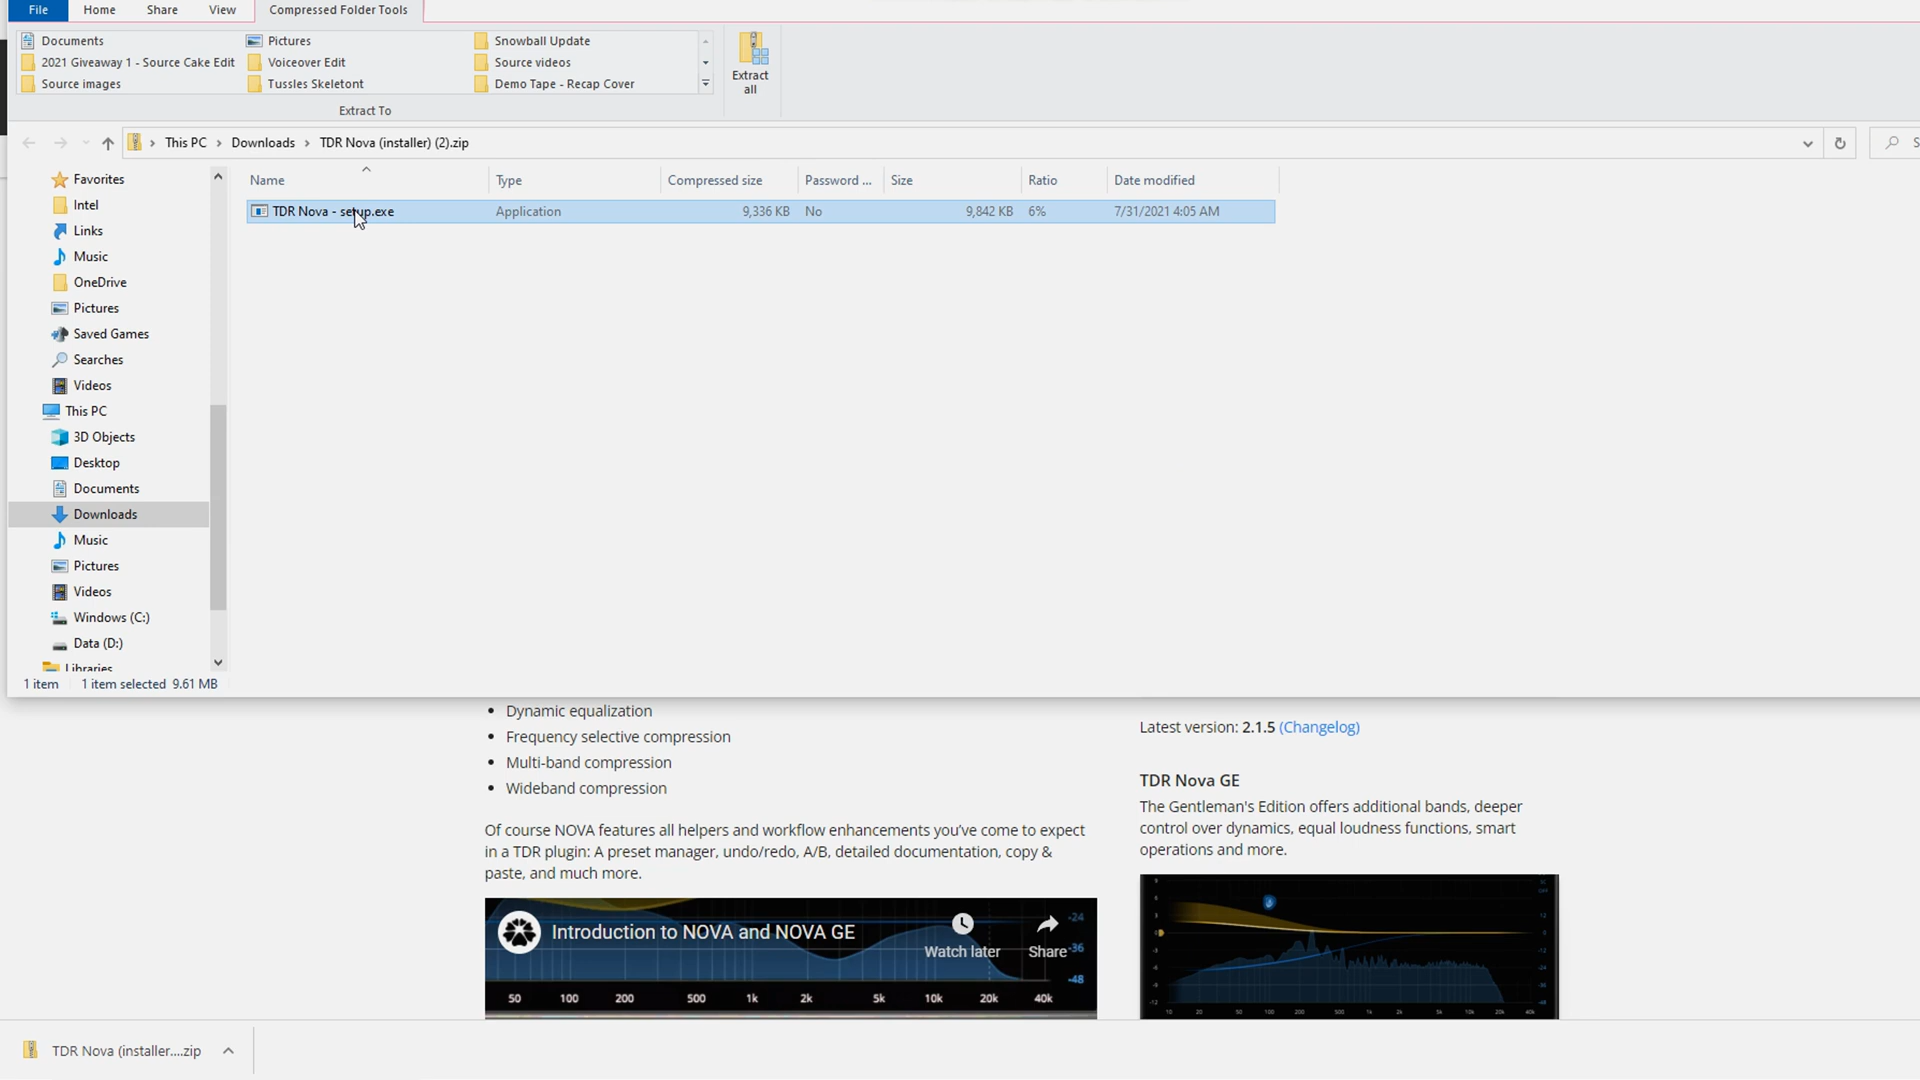 File Home Share View Compressed Folder Tools
Documents Pictures Snowball Update
2021 Giveaway 1 - Source Cake Edit Voiceover Edit Source videos
Source images Tussles Skeletont Demo Tape - Recap Cover
Extract all
Extract To
This PC > Downloads > TDR Nova (installer) (2).zip
Name Type Compressed size Password ... Size Ratio Date modified
TDR Nova - setup.exe Application 9,336 KB No 9,842 KB 6% 7/31/2021 4:05 AM
Favorites
Intel
Links
Music
OneDrive
Pictures
Saved Games
Searches
Videos
This PC
3D Objects
Desktop
Documents
Downloads
Music
Pictures
Videos
Windows (C:)
Data (D:)
Libraries
1 item 1 item selected 9.61 MB
• Dynamic equalization
• Frequency selective compression
• Multi-band compression
• Wideband compression
Of course NOVA features all helpers and workflow enhancements you've come to expect
in a TDR plugin: A preset manager, undo/redo, A/B, detailed documentation, copy &
paste, and much more.
Introduction to NOVA and NOVA GE
Watch later Share
-24
-36
-48
50 100 200 500 1k 2k 5k 10k 20k 40k
Latest version: 2.1.5 (Changelog)
TDR Nova GE
The Gentleman's Edition offers additional bands, deeper
control over dynamics, equal loudness functions, smart
operations and more.
TDR Nova (installer....zip